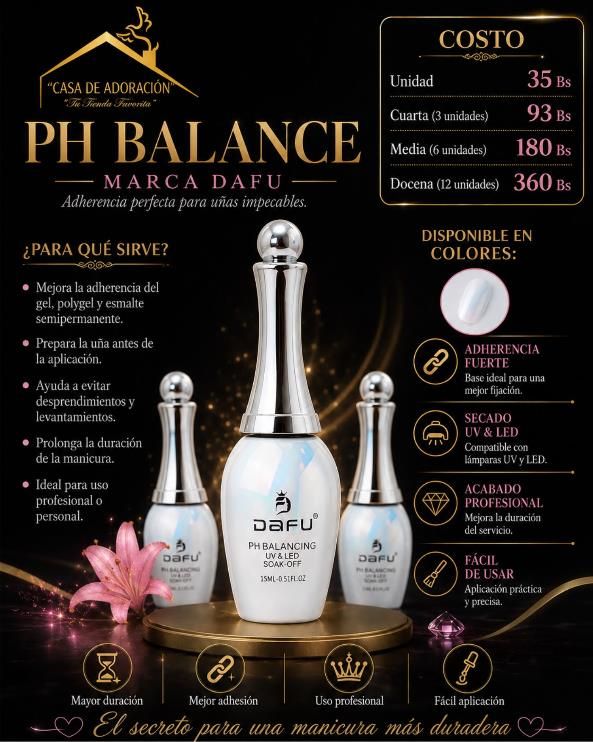 "CASA DE ADORACIÓN"
"Tu Tienda Favorita"
PH BALANCE
MARCA DAFU
Adherencia perfecta para uñas impecables.
COSTO
Unidad 35 Bs
Cuarta (3 unidades) 93 Bs
Media (6 unidades) 180 Bs
Docena (12 unidades) 360 Bs
¿PARA QUÉ SIRVE?
Mejora la adherencia del
gel, polygel y esmalte
semipermanente.
Prepara la uña antes de
la aplicación.
Ayuda a evitar
desprendimientos y
levantamientos.
Prolonga la duración
de la manicura.
Ideal para uso
profesional o
personal.
DISPONIBLE EN
COLORES:
ADHERENCIA
FUERTE
Base ideal para una
mejor fijación.
SECADO
UV & LED
Compatible con
lámparas UV y LED.
ACABADO
PROFESIONAL
Mejora la duración
del servicio.
FÁCIL
DE USAR
Aplicación práctica
y precisa.
DAFU®
PH BALANCING
UV & LED
SOAK-OFF
15ML-0.51FL.OZ
DAFU
PH BALANCING
UV & LED
SOAK-OFF
DAFU
PH BALANCING
UV & LED
SOAK-OFF
Mayor duración
Mejor adhesión
Uso profesional
Fácil aplicación
El secreto para una manicura más duradera